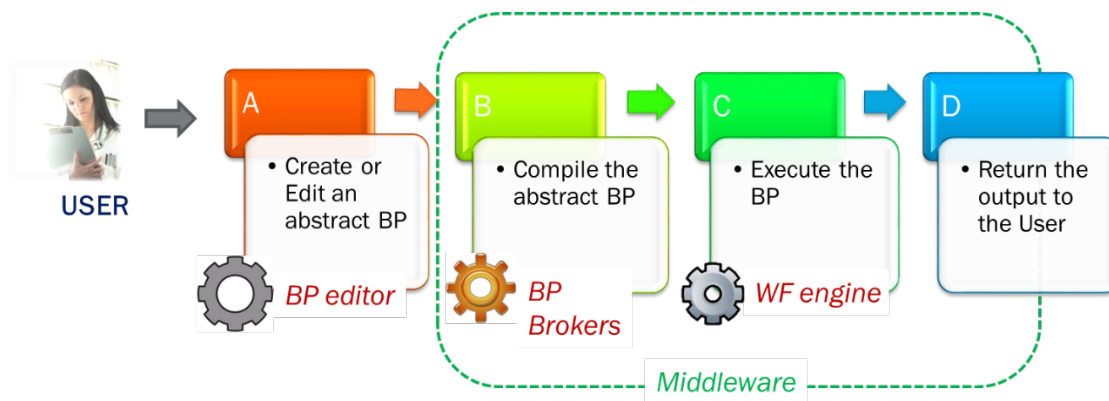 USER
A
• Create or
Edit an
abstract BP
BP editor
B
• Compile the
abstract BP
BP
Brokers
C
• Execute the
BP
WF engine
D
• Return the
output to
the User
Middleware